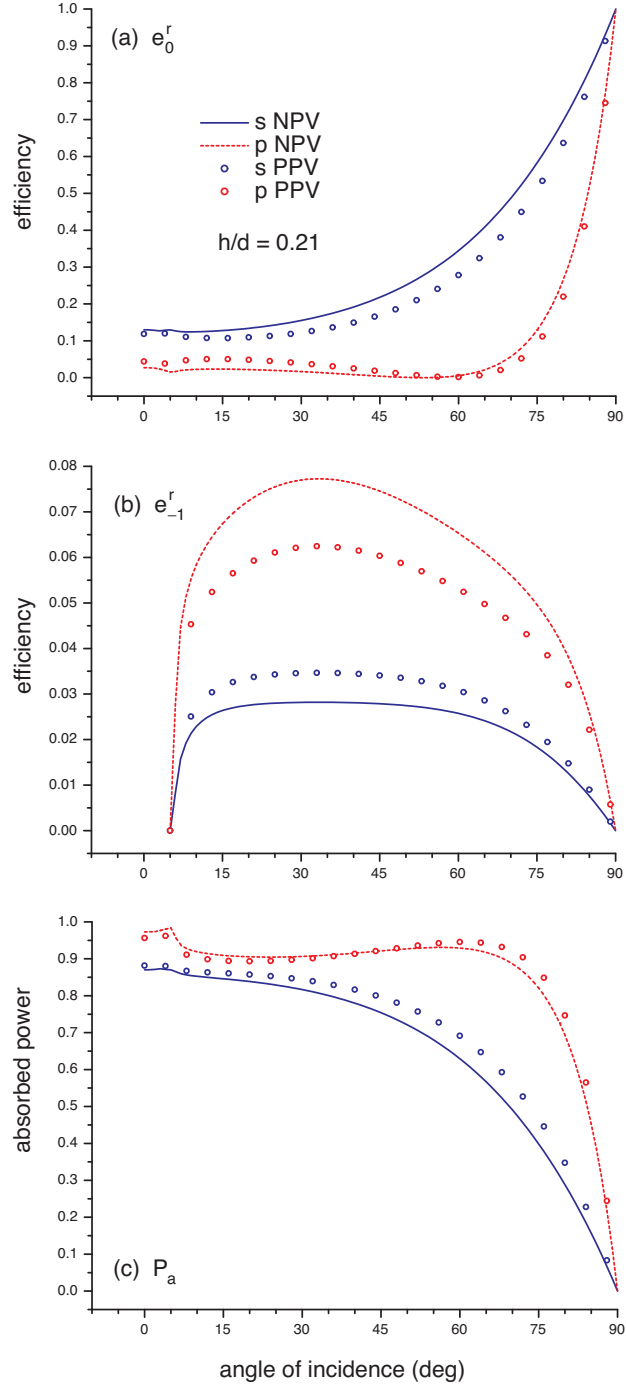 1.0
(a) e₀ʳ
0.9
0.8
s NPV
0.7
p NPV
0.6
s PPV
0.5
p PPV
0.4
h/d = 0.21
0.3
0.2
0.1
0.0
efficiency
0 15 30 45 60 75 90
0.08
(b) e₋₁ʳ
0.07
0.06
0.05
0.04
0.03
0.02
0.01
0.00
efficiency
0 15 30 45 60 75 90
1.0
0.9
0.8
0.7
0.6
0.5
0.4
0.3
0.2
0.1
(c) Pₐ
0.0
absorbed power
0 15 30 45 60 75 90
angle of incidence (deg)